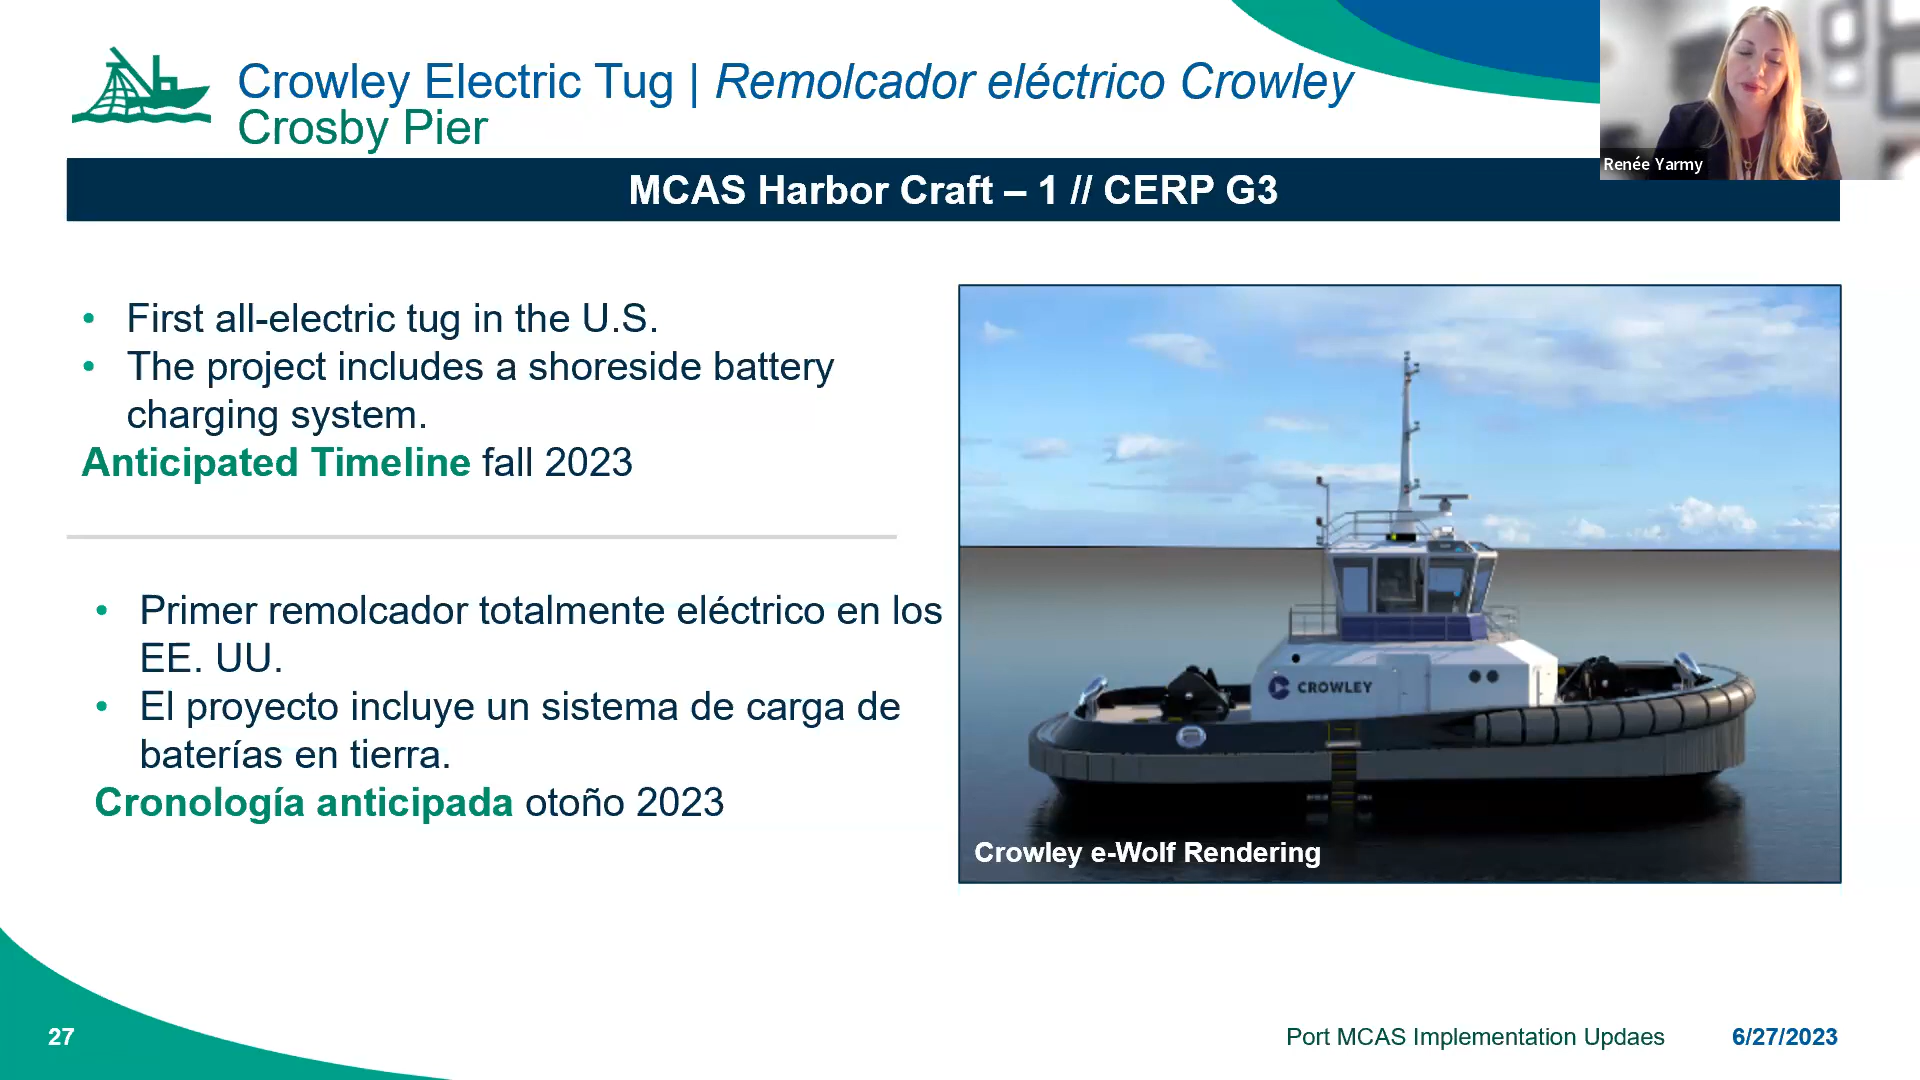 Crowley Electric Tug | Remolcador eléctrico Crowley
Crosby Pier
Renée Yarmy
MCAS Harbor Craft – 1 // CERP G3
• First all-electric tug in the U.S.
• The project includes a shoreside battery
charging system.
Anticipated Timeline fall 2023
• Primer remolcador totalmente eléctrico en los
EE. UU.
• El proyecto incluye un sistema de carga de
baterías en tierra.
Cronología anticipada otoño 2023
CROWLEY
Crowley e-Wolf Rendering
27
Port MCAS Implementation Updaes
6/27/2023